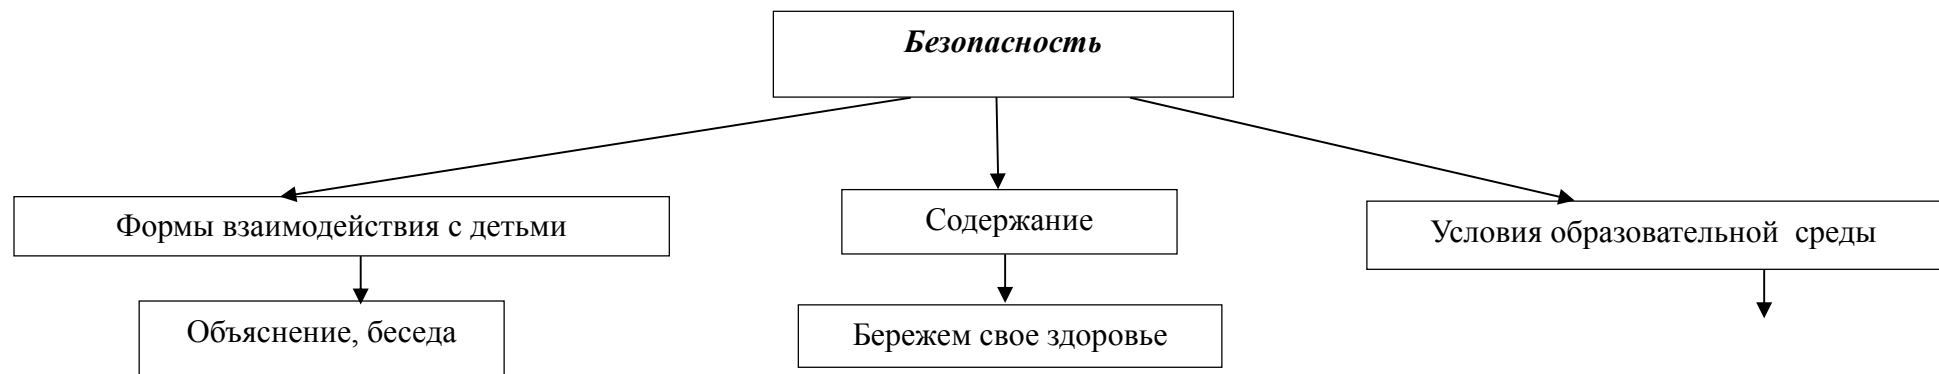 Безопасность
Формы взаимодействия с детьми
Содержание
Условия образовательной  среды
Объяснение, беседа
Бережем свое здоровье